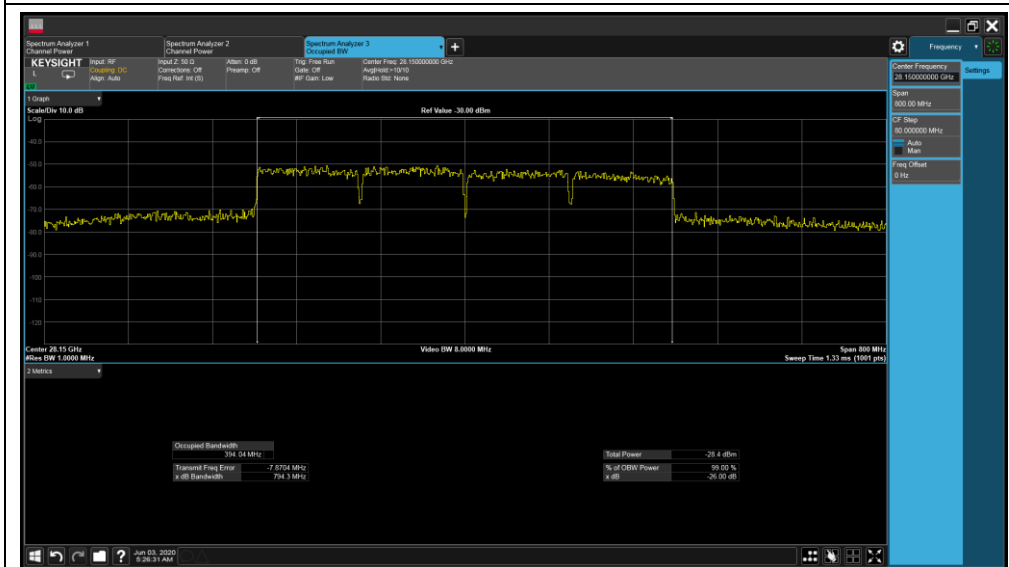 Spectrum Analyzer 1
Channel Power
Spectrum Analyzer 2
Channel Power
Spectrum Analyzer 3
Occupied BW
+
Frequency
KEYSIGHT
L
Input: RF
Coupling: DC
Align: Auto
Input Z: 50 Ω
Corrections: Off
Freq Ref: Int (S)
Atten: 0 dB
Preamp: Off
Trig: Free Run
Gate: Off
#IF Gain: Low
Center Freq: 28.150000000 GHz
Avg|Hold:>10/10
Radio Std: None
Center Frequency
28.150000000 GHz
Settings
Span
800.00 MHz
CF Step
80.000000 MHz
Auto
Man
Freq Offset
0 Hz
1 Graph
Scale/Div 10.0 dB
Ref Value -30.00 dBm
Log
-40.0
-50.0
-60.0
-70.0
-80.0
-90.0
-100
-110
-120
Center 28.15 GHz
Video BW 8.0000 MHz
Span 800 MHz
#Res BW 1.0000 MHz
Sweep Time 1.33 ms (1001 pts)
2 Metrics
Occupied Bandwidth
394.04 MHz
Total Power -28.4 dBm
Transmit Freq Error -7.8704 MHz
% of OBW Power 99.00 %
x dB Bandwidth 794.3 MHz
x dB -26.00 dB
?
Jun 03, 2020
5:26:31 AM